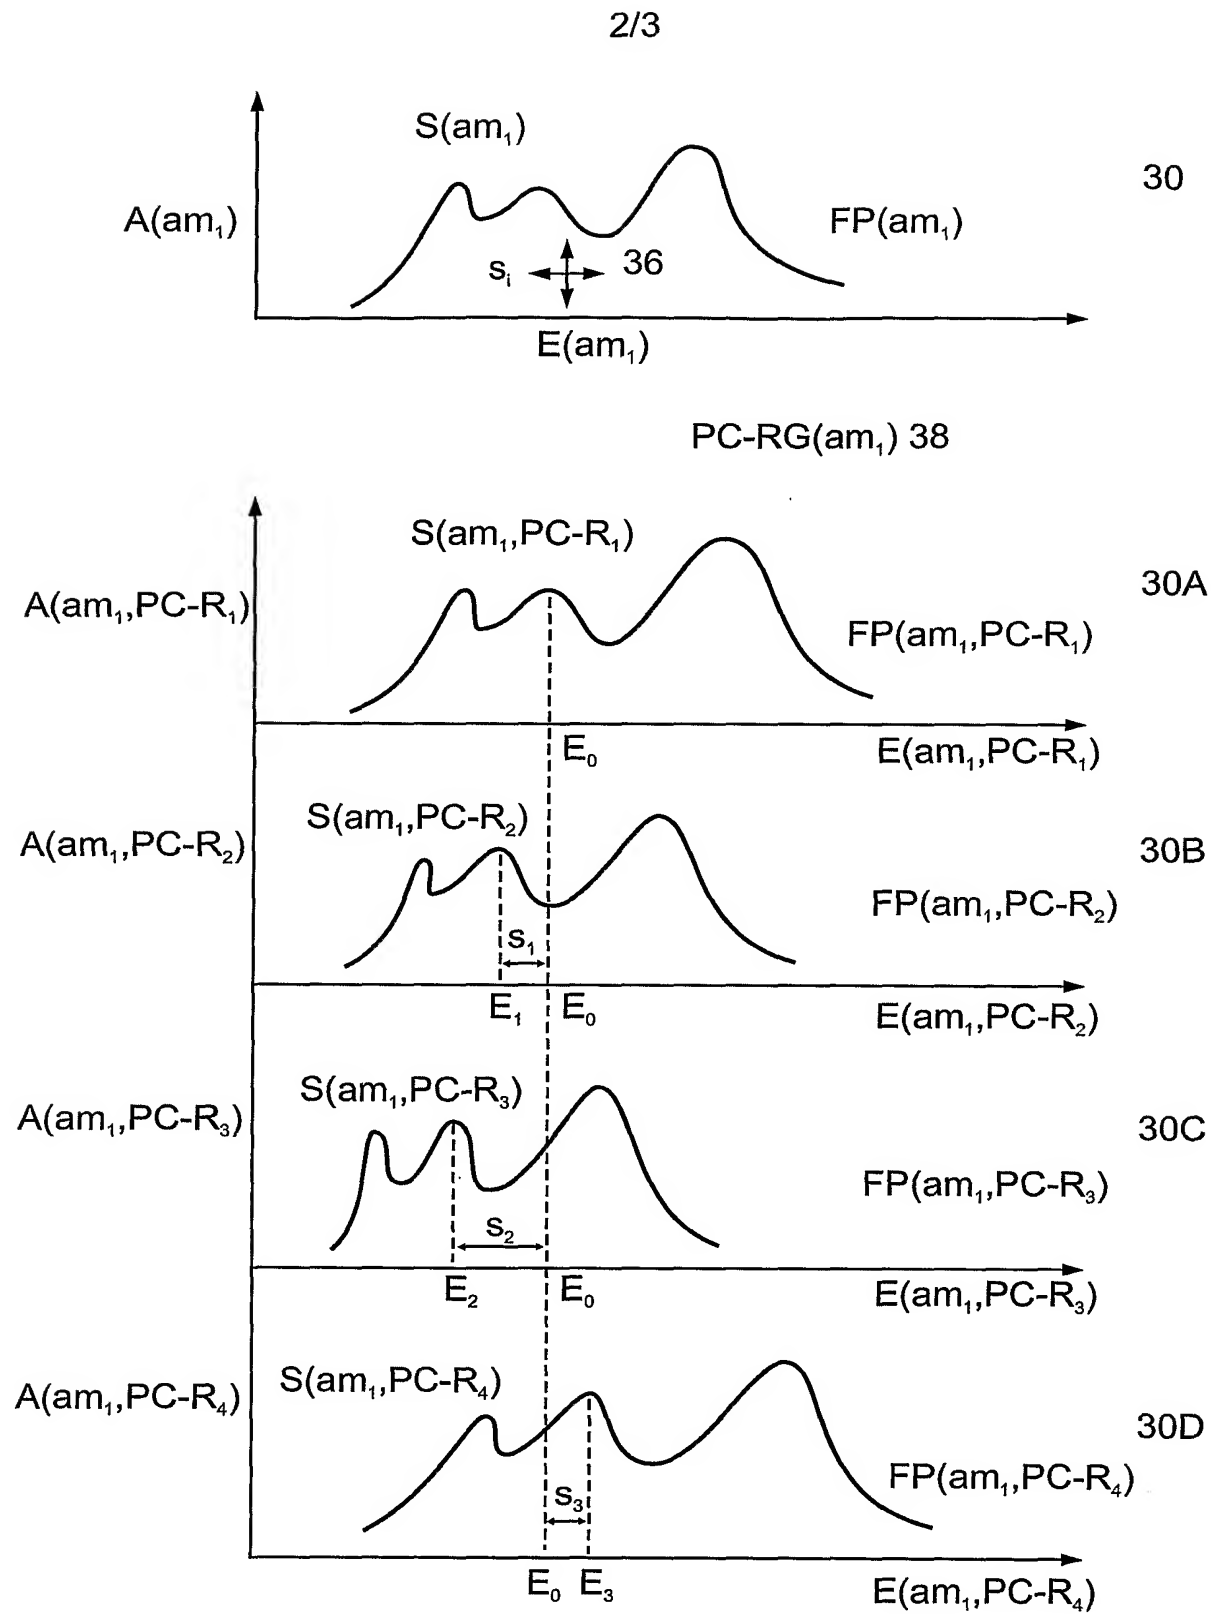 2/3
S(am₁)
30
A(am₁)
FP(am₁)
sᵢ
36
E(am₁)
PC-RG(am₁) 38
S(am₁,PC-R₁)
30A
A(am₁,PC-R₁)
FP(am₁,PC-R₁)
E₀
E(am₁,PC-R₁)
S(am₁,PC-R₂)
A(am₁,PC-R₂)
30B
FP(am₁,PC-R₂)
s₁
E₁ E₀
E(am₁,PC-R₂)
S(am₁,PC-R₃)
A(am₁,PC-R₃)
30C
FP(am₁,PC-R₃)
s₂
E₂ E₀
E(am₁,PC-R₃)
S(am₁,PC-R₄)
A(am₁,PC-R₄)
30D
FP(am₁,PC-R₄)
s₃
E₀ E₃
E(am₁,PC-R₄)